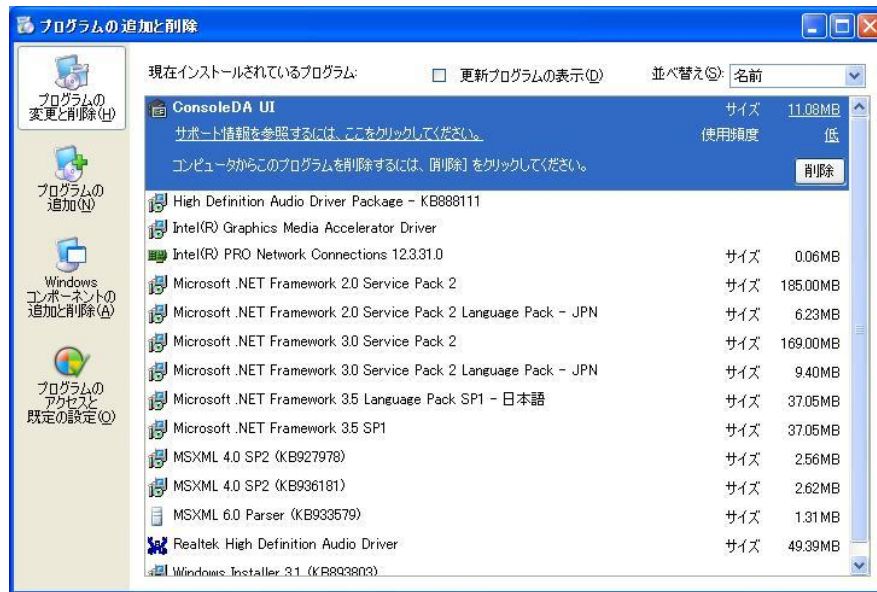 プログラムの追加と削除
現在インストールされているプログラム:
更新プログラムの表示(D)
並べ替え(S): 名前
プログラムの
変更と削除(H)
プログラムの
追加(N)
Windows
コンポーネントの
追加と削除(A)
プログラムの
アクセスと
既定の設定(O)
ConsoleDA UI サイズ 11.08MB
サポート情報を参照するには、ここをクリックしてください。 使用頻度 低
コンピュータからこのプログラムを削除するには、[削除] をクリックしてください。 削除
High Definition Audio Driver Package - KB888111
Intel(R) Graphics Media Accelerator Driver
Intel(R) PRO Network Connections 12.3.31.0 サイズ 0.06MB
Microsoft .NET Framework 2.0 Service Pack 2 サイズ 185.00MB
Microsoft .NET Framework 2.0 Service Pack 2 Language Pack - JPN サイズ 6.23MB
Microsoft .NET Framework 3.0 Service Pack 2 サイズ 169.00MB
Microsoft .NET Framework 3.0 Service Pack 2 Language Pack - JPN サイズ 9.40MB
Microsoft .NET Framework 3.5 Language Pack SP1 - 日本語 サイズ 37.05MB
Microsoft .NET Framework 3.5 SP1 サイズ 37.05MB
MSXML 4.0 SP2 (KB927978) サイズ 2.56MB
MSXML 4.0 SP2 (KB936181) サイズ 2.62MB
MSXML 6.0 Parser (KB933579) サイズ 1.31MB
Realtek High Definition Audio Driver サイズ 49.39MB
Windows Installer 3.1 (KB893803)